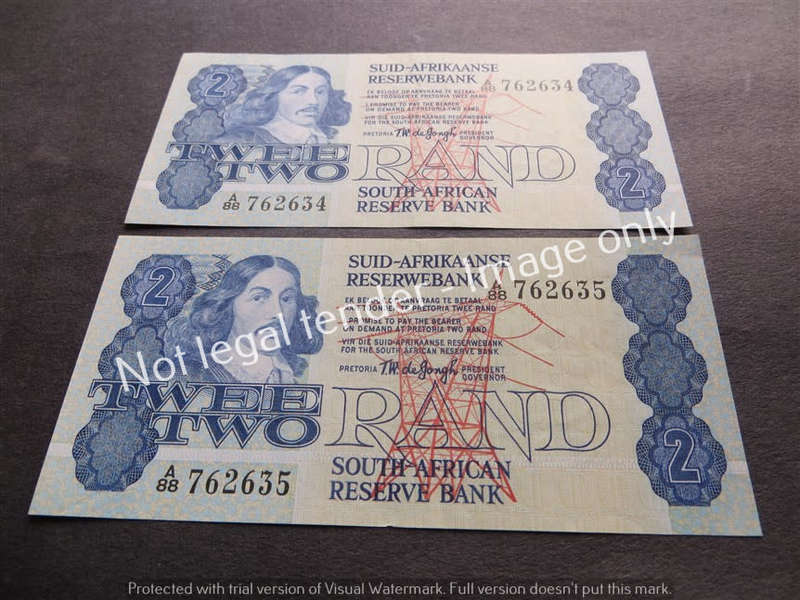 2
SUID-AFRIKAANSE
RESERWEBANK
A/88 762634
EK BELOOF OM AANVRAAG TE BETAAL
AAN TOONDER TE PRETORIA TWEE RAND
I PROMISE TO PAY THE BEARER
ON DEMAND AT PRETORIA TWO RAND
VIR DIE SUID-AFRIKAANSE RESERWEBANK
FOR THE SOUTH AFRICAN RESERVE BANK
PRETORIA T.W. de Jongh PRESIDENT
GOVERNOR
TWEE
TWO
RAND
2
A/88 762634
SOUTH AFRICAN
RESERVE BANK
Not legal tender - Image only
2
SUID-AFRIKAANSE
RESERWEBANK
A/88 762635
EK BELOOF OP AANVRAAG TE BETAAL
AAN TOONDER TE PRETORIA TWEE RAND
I PROMISE TO PAY THE BEARER
ON DEMAND AT PRETORIA TWO RAND
VIR DIE SUID-AFRIKAANSE RESERWEBANK
FOR THE SOUTH AFRICAN RESERVE BANK
PRETORIA T.W. de Jongh PRESIDENT
GOVERNOR
TWEE
TWO
RAND
2
A/88 762635
SOUTH AFRICAN
RESERVE BANK
Protected with trial version of Visual Watermark. Full version doesn't put this mark.